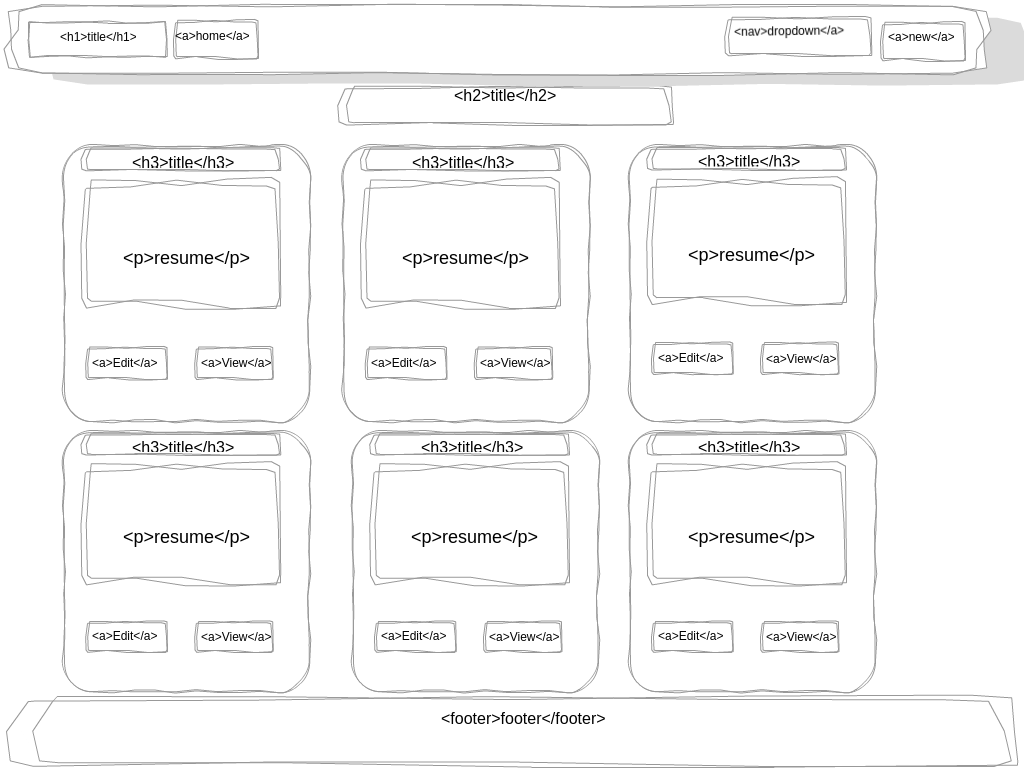 <h1>title</h1> <a>home</a> <nav>dropdown</a> <a>new</a>
<h2>title</h2>
<h3>title</h3> <h3>title</h3> <h3>title</h3>
<p>resume</p> <p>resume</p> <p>resume</p>
<a>Edit</a> <a>View</a> <a>Edit</a> <a>View</a> <a>Edit</a> <a>View</a>
<h3>title</h3> <h3>title</h3> <h3>title</h3>
<p>resume</p> <p>resume</p> <p>resume</p>
<a>Edit</a> <a>View</a> <a>Edit</a> <a>View</a> <a>Edit</a> <a>View</a>
<footer>footer</footer>